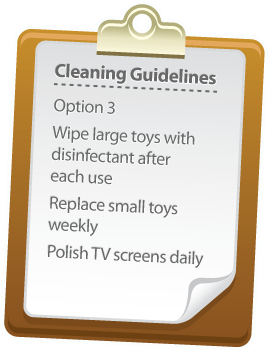 Cleaning Guidelines
Option 3
Wipe large toys with
disinfectant after
each use
Replace small toys
weekly
Polish TV screens daily